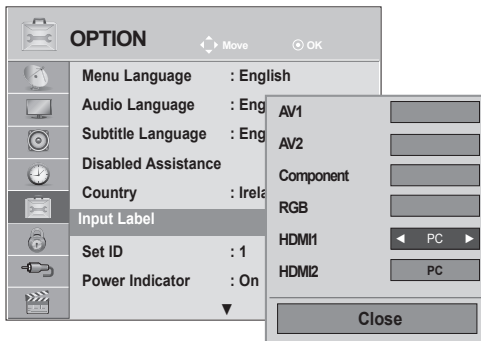 OPTION
Move
OK
Menu Language : English
Audio Language : Eng
Subtitle Language : Eng
Disabled Assistance
Country : Irela
Input Label
Set ID : 1
Power Indicator : On
▼
AV1
AV2
Component
RGB
HDMI1 ◄ PC ►
HDMI2 PC
Close